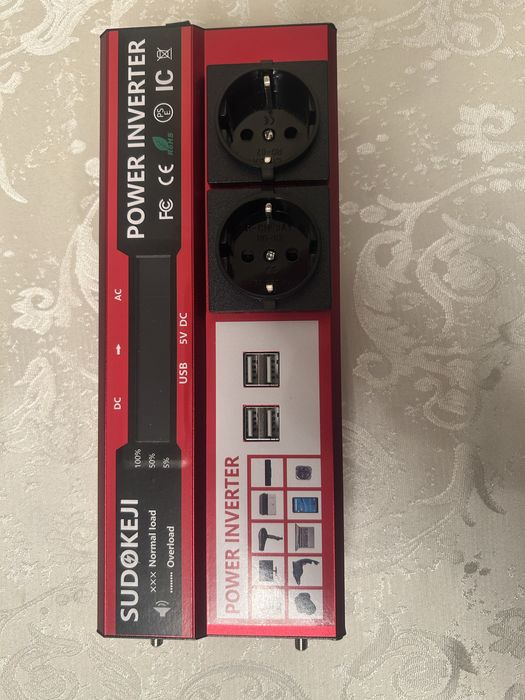 SUDOKEJI
××× Normal load
........ Overload
100%
50%
5%
DC → AC
USB 5V DC
POWER INVERTER
FC CE RoHS
PS E IC
POWER INVERTER